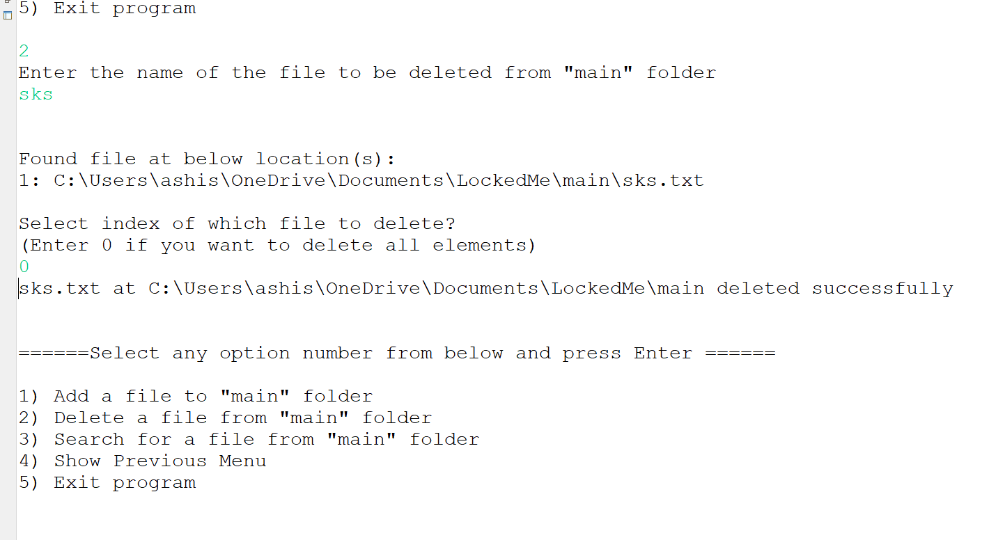 5) Exit program
2
Enter the name of the file to be deleted from "main" folder
sks
Found file at below location(s):
1: C:\Users\ashis\OneDrive\Documents\LockedMe\main\sks.txt
Select index of which file to delete?
(Enter 0 if you want to delete all elements)
0
sks.txt at C:\Users\ashis\OneDrive\Documents\LockedMe\main deleted successfully
======Select any option number from below and press Enter ======
1) Add a file to "main" folder
2) Delete a file from "main" folder
3) Search for a file from "main" folder
4) Show Previous Menu
5) Exit program